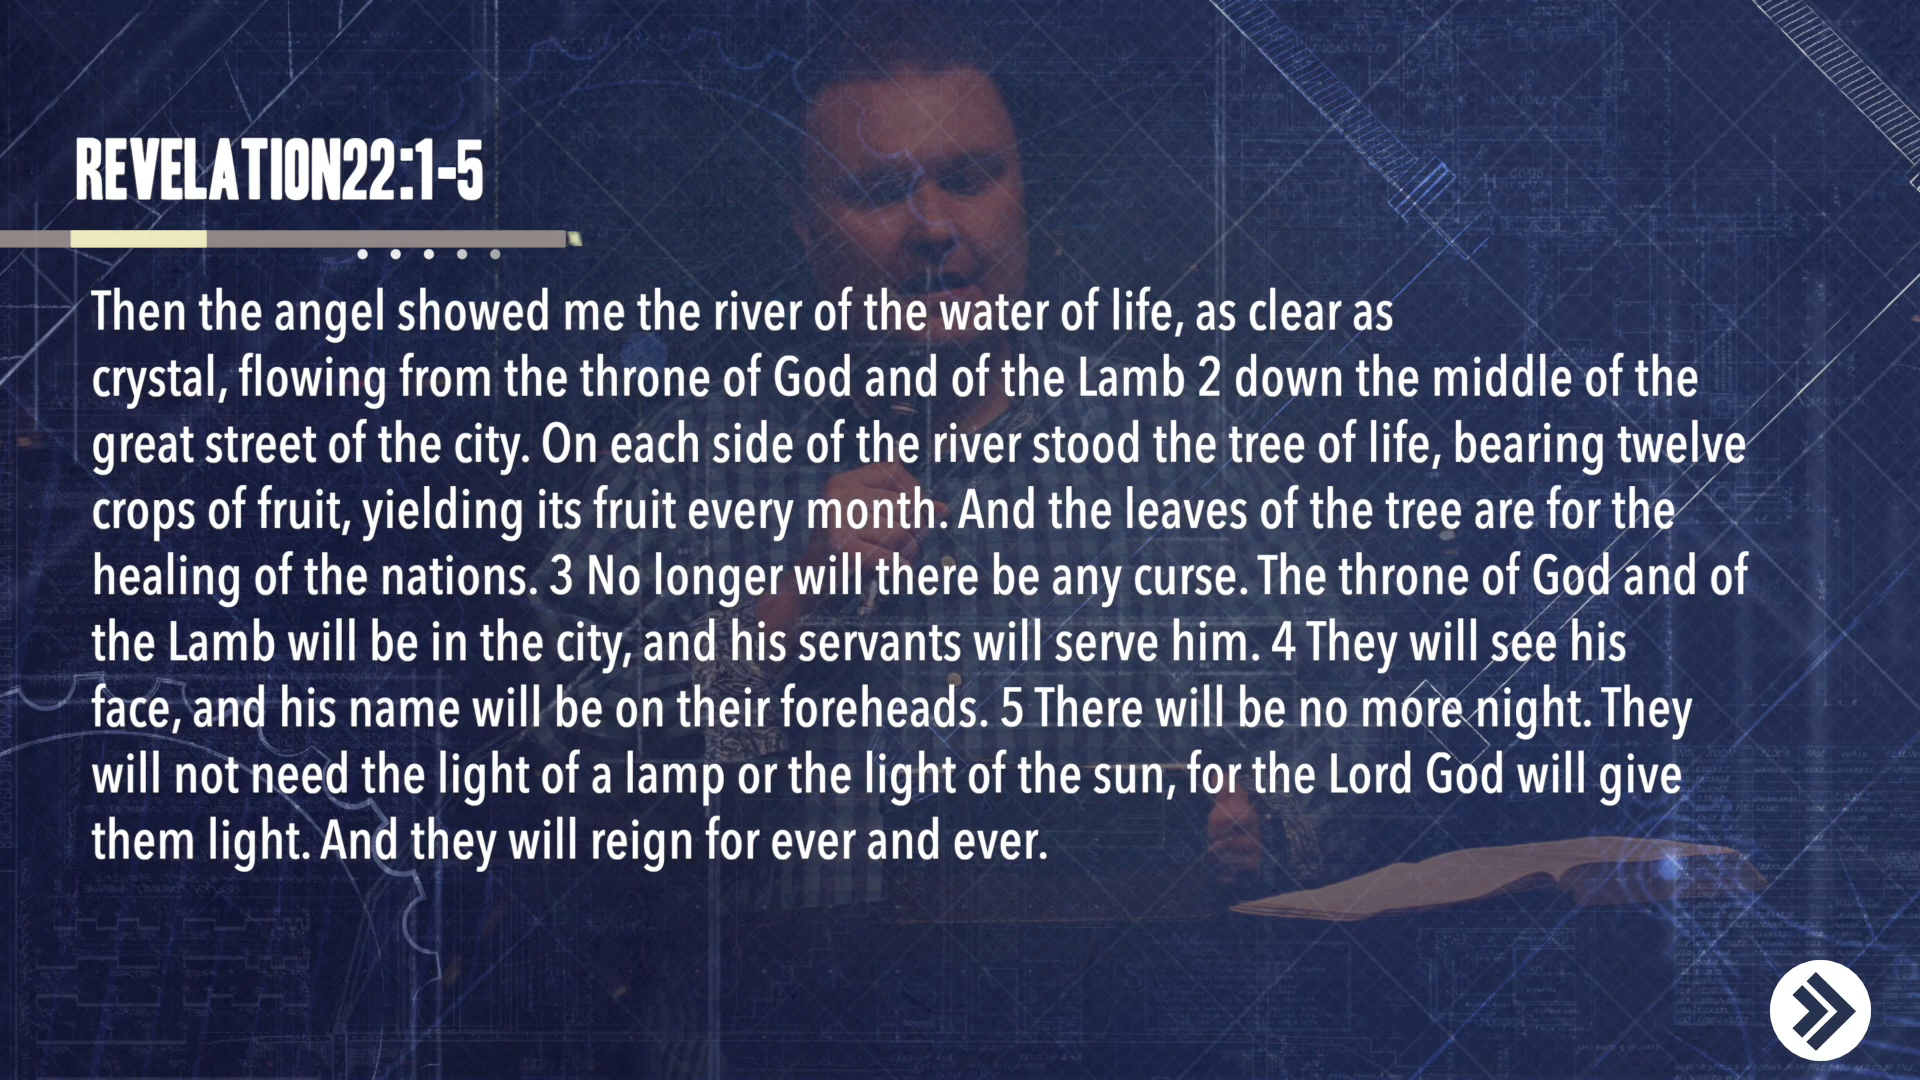 REVELATION22:1-5
Then the angel showed me the river of the water of life, as clear as
crystal, flowing from the throne of God and of the Lamb 2 down the middle of the
great street of the city. On each side of the river stood the tree of life, bearing twelve
crops of fruit, yielding its fruit every month. And the leaves of the tree are for the
healing of the nations. 3 No longer will there be any curse. The throne of God and of
the Lamb will be in the city, and his servants will serve him. 4 They will see his
face, and his name will be on their foreheads. 5 There will be no more night. They
will not need the light of a lamp or the light of the sun, for the Lord God will give
them light. And they will reign for ever and ever.